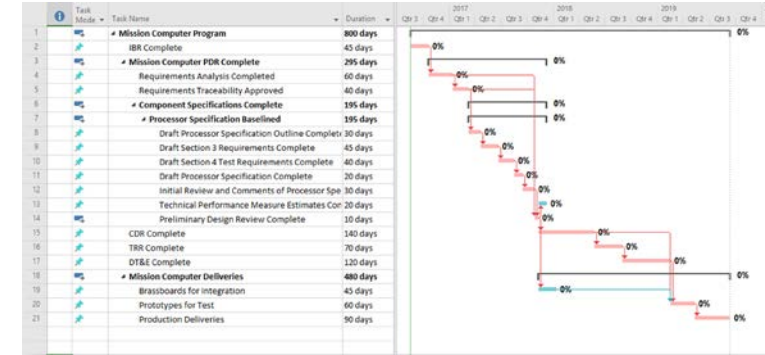 Task
Mode Task Name Duration
2017 2018 2019
Qtr 3 Qtr 4 Qtr 1 Qtr 2 Qtr 3 Qtr 4 Qtr 1 Qtr 2 Qtr 3 Qtr 4 Qtr 1 Qtr 2 Qtr 3 Qtr 4
1 Mission Computer Program 800 days 0%
2 IBR Complete 45 days 0%
3 Mission Computer PDR Complete 295 days 0%
4 Requirements Analysis Completed 60 days 0%
5 Requirements Traceability Approved 40 days 0%
6 Component Specifications Complete 195 days 0%
7 Processor Specification Baselined 195 days 0%
8 Draft Processor Specification Outline Complet 30 days 0%
9 Draft Section 3 Requirements Complete 45 days 0%
10 Draft Section 4 Test Requirements Complete 40 days 0%
11 Draft Processor Specification Complete 20 days 0%
12 Initial Review and Comments of Processor Spe 30 days 0%
13 Technical Performance Measure Estimates Con 20 days 0%
14 Preliminary Design Review Complete 10 days 0%
15 CDR Complete 140 days 0%
16 TRR Complete 70 days 0%
17 DT&E Complete 120 days 0%
18 Mission Computer Deliveries 480 days 0%
19 Brassboards for Integration 45 days 0%
20 Prototypes for Test 60 days 0%
21 Production Deliveries 90 days 0%